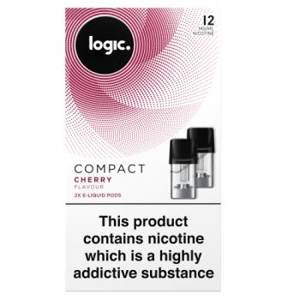 logic.
12
MG/ML
NICOTINE
COMPACT
CHERRY
FLAVOUR
2X E-LIQUID PODS
This product
contains nicotine
which is a highly
addictive substance